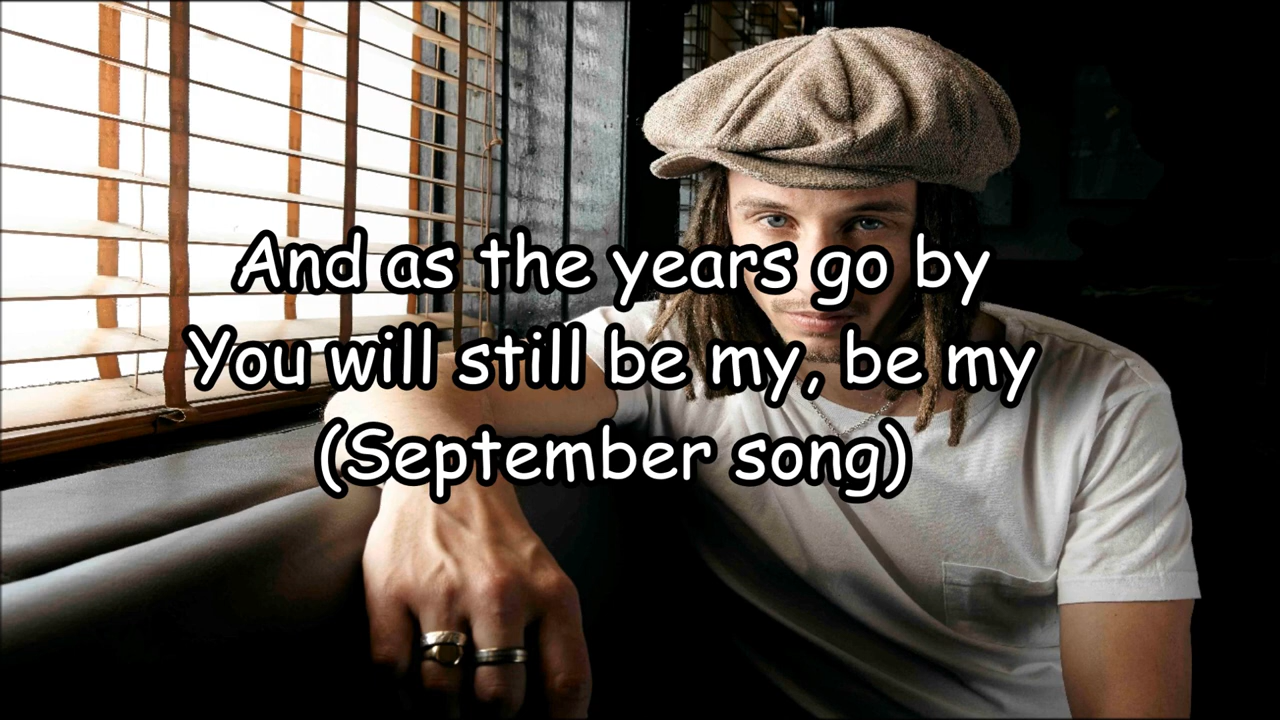 And as the years go by
You will still be my, be my
(September song)